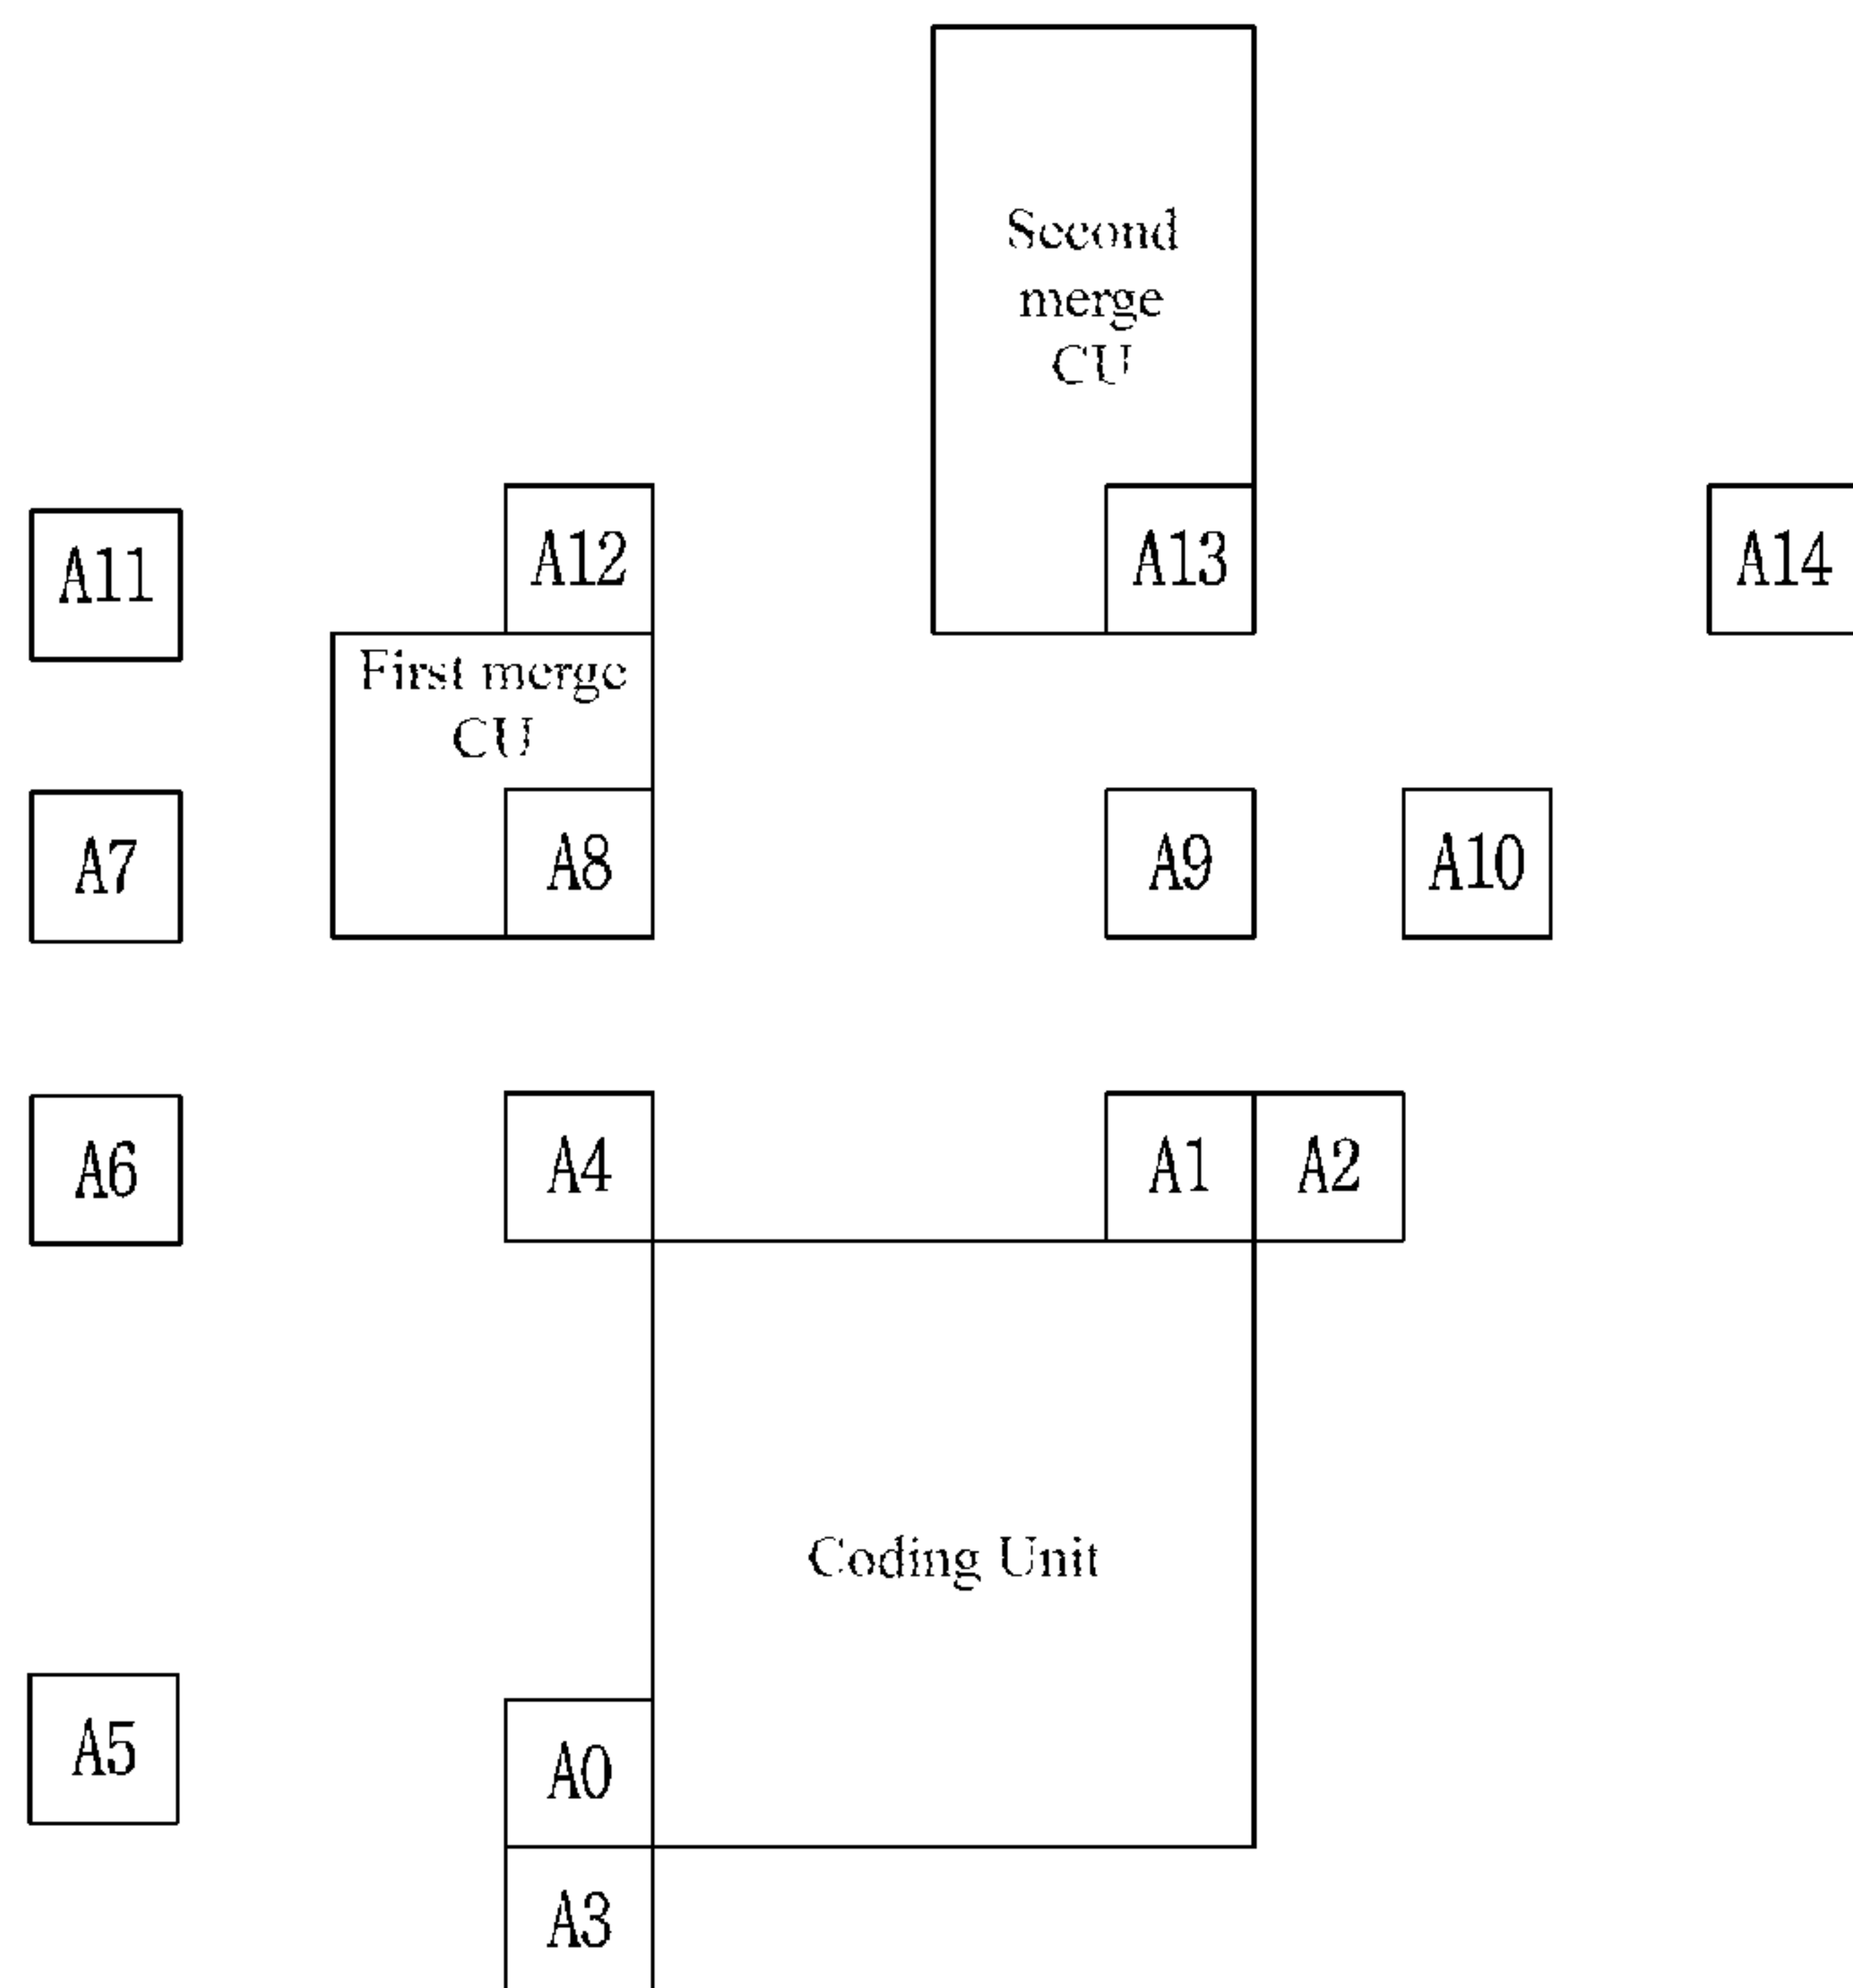 Second
merge
CU
A11
A12
A13
A14
First merge
CU
A7
A8
A9
A10
A6
A4
A1
A2
Coding Unit
A5
A0
A3